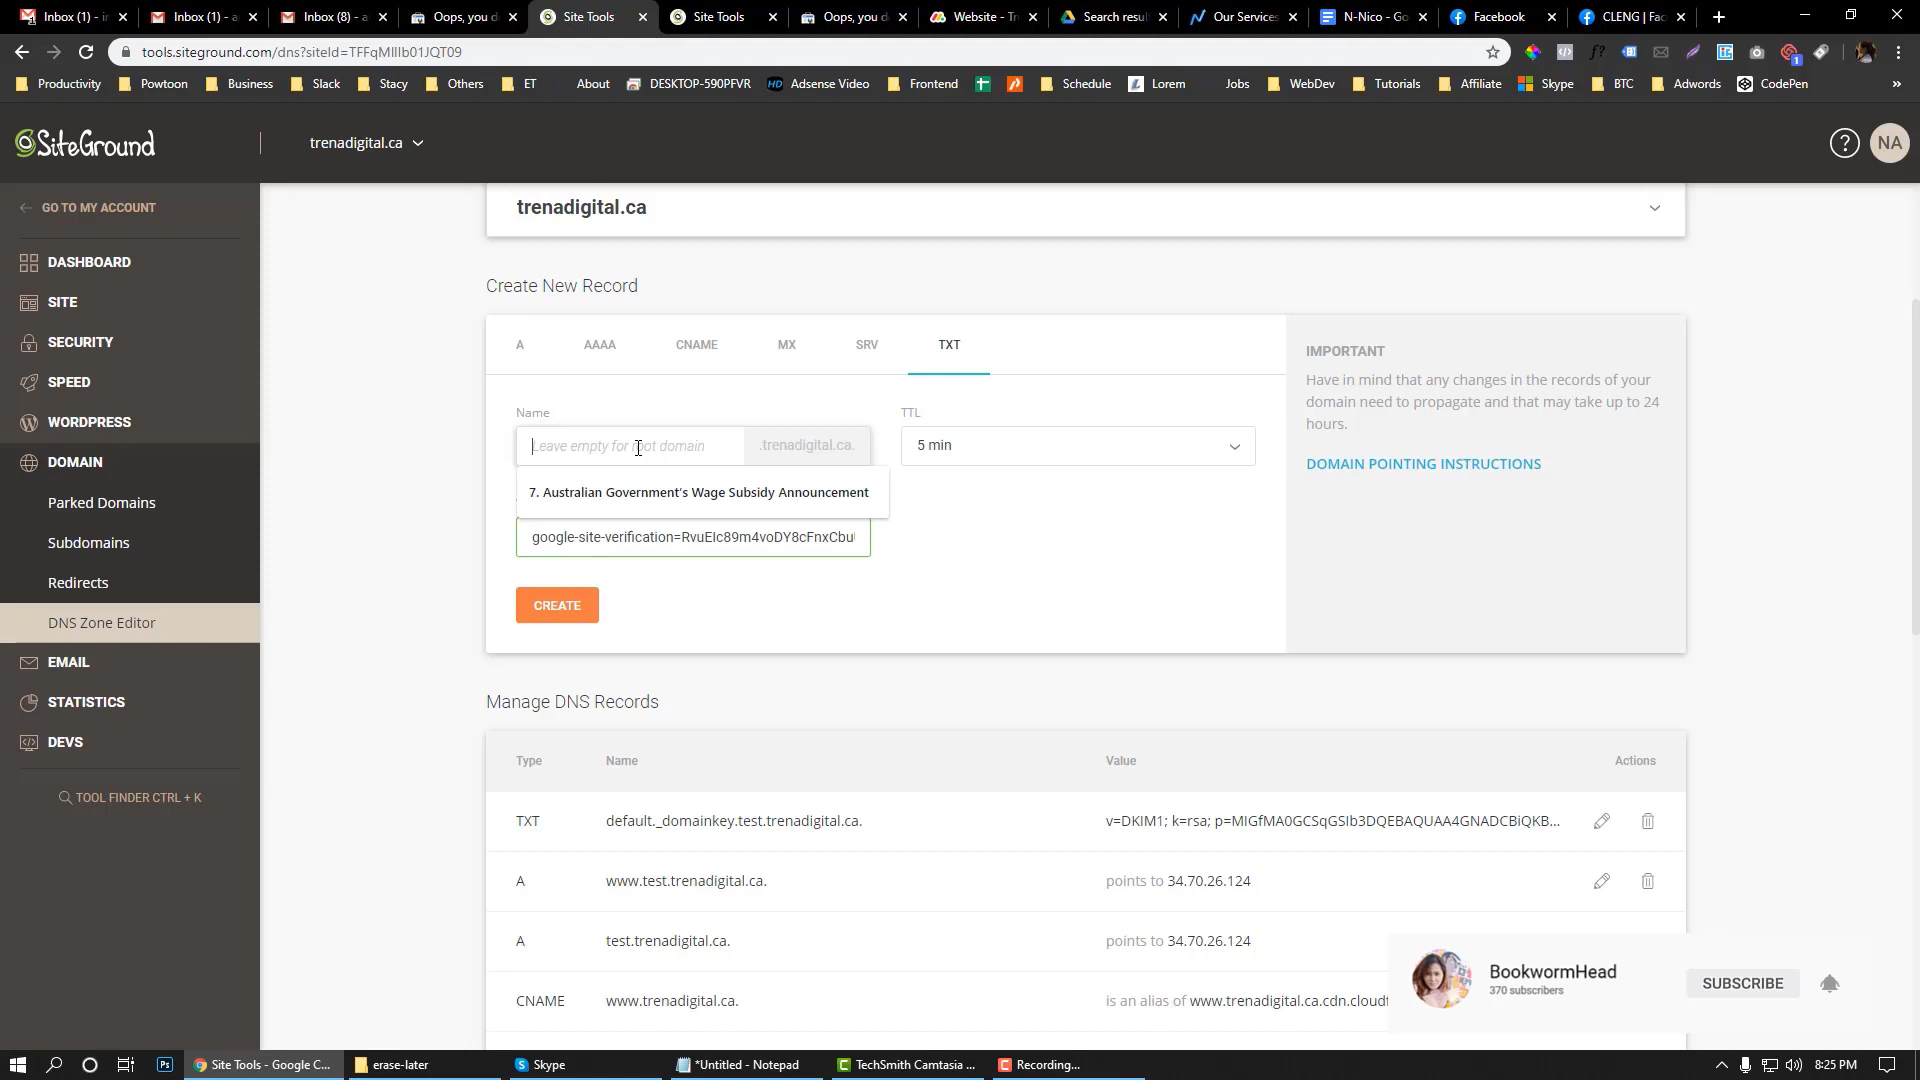 Inbox (1) - in
Inbox (1) - a
Inbox (8) - a
Oops, you d
Site Tools
Site Tools
Oops, you d
Website - Tr
Search resul
Our Services
N-Nico - Go
Facebook
CLENG | Fac
tools.siteground.com/dns?siteId=TFFqMlllb01JQT09
Productivity
Powtoon
Business
Slack
Stacy
Others
ET
About
DESKTOP-590PFVR
HD Adsense Video
Frontend
Schedule
Lorem
Jobs
WebDev
Tutorials
Affiliate
Skype
BTC
Adwords
CodePen
»
SiteGround
trenadigital.ca
?
NA
GO TO MY ACCOUNT
DASHBOARD
SITE
SECURITY
SPEED
WORDPRESS
DOMAIN
Parked Domains
Subdomains
Redirects
DNS Zone Editor
EMAIL
STATISTICS
DEVS
TOOL FINDER CTRL + K
trenadigital.ca
Create New Record
A
AAAA
CNAME
MX
SRV
TXT
Name
TTL
Leave empty for root domain
.trenadigital.ca.
5 min
7. Australian Government's Wage Subsidy Announcement
google-site-verification=RvuEIc89m4voDY8cFnxCbu
CREATE
IMPORTANT
Have in mind that any changes in the records of your
domain need to propagate and that may take up to 24
hours.
DOMAIN POINTING INSTRUCTIONS
Manage DNS Records
Type
Name
Value
Actions
TXT
default._domainkey.test.trenadigital.ca.
v=DKIM1; k=rsa; p=MIGfMA0GCSqGSIb3DQEBAQUAA4GNADCBiQKB...
A
www.test.trenadigital.ca.
points to 34.70.26.124
A
test.trenadigital.ca.
points to 34.70.26.124
CNAME
www.trenadigital.ca.
is an alias of www.trenadigital.ca.cdn.cloudf
BookwormHead
370 subscribers
SUBSCRIBE
Ps
Site Tools - Google C...
erase-later
Skype
*Untitled - Notepad
TechSmith Camtasia ...
Recording...
8:25 PM